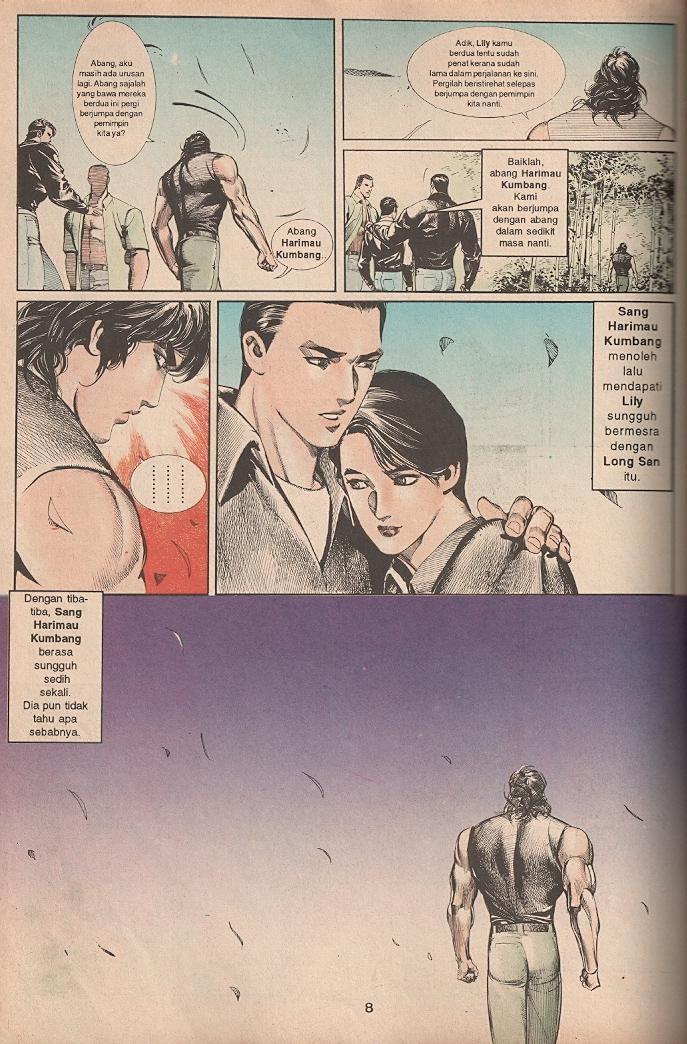 Abang, aku
masih ada urusan
lagi. Abang sajalah
yang bawa mereka
berdua ini pergi
berjumpa dengan
pemimpin
kita ya?
Abang
Harimau
Kumbang..
Adik, Lily kamu
berdua tentu sudah
penat kerana sudah
lama dalam perjalanan ke sini.
Pergilah beristirehat selepas
berjumpa dengan pemimpin
kita nanti.
Baiklah,
abang Harimau
Kumbang.
Kami
akan berjumpa
dengan abang
dalam sedikit
masa nanti.
Sang
Harimau
Kumbang
menoleh
lalu
mendapati
Lily
sungguh
bermesra
dengan
Long San
itu.
Dengan tiba-
tiba, Sang
Harimau
Kumbang
berasa
sungguh
sedih
sekali.
Dia pun tidak
tahu apa
sebabnya.
8